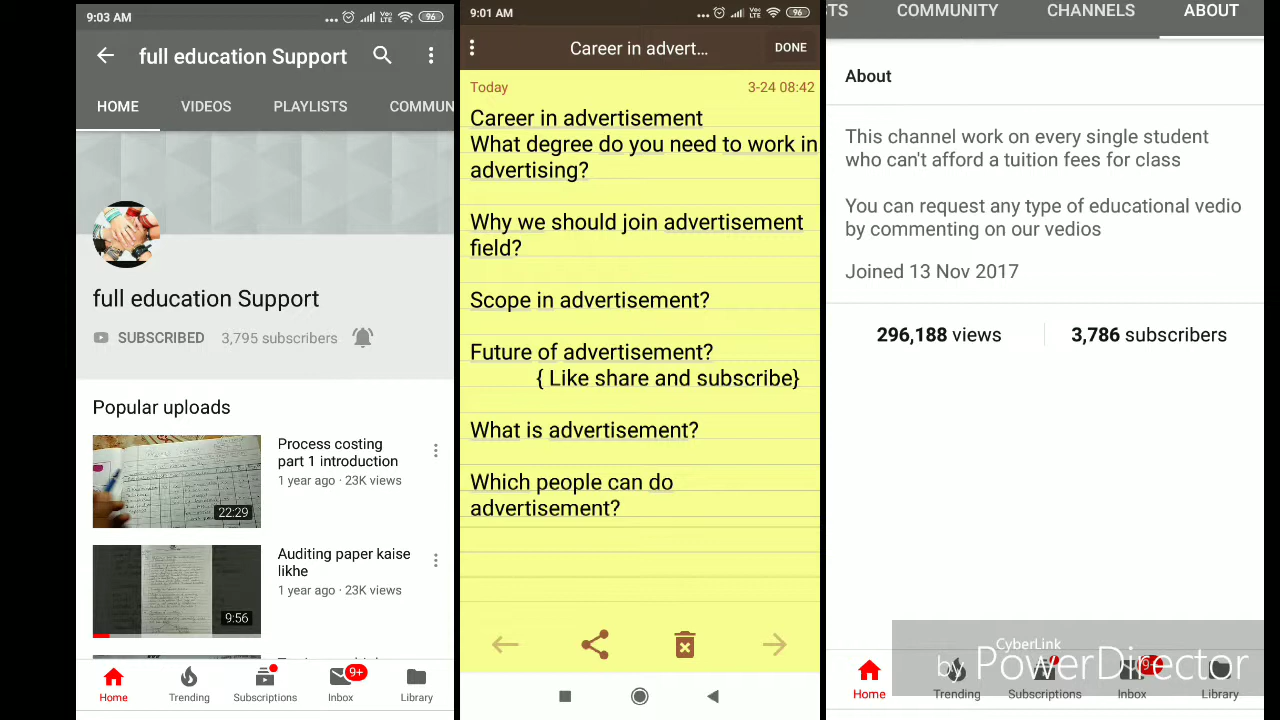 9:03 AM
96
full education Support
HOME VIDEOS PLAYLISTS COMMUN
full education Support
SUBSCRIBED 3,795 subscribers
Popular uploads
Process costing
part 1 introduction
1 year ago · 23K views
22:29
Auditing paper kaise
likhe
1 year ago · 23K views
9:56
Home Trending Subscriptions Inbox Library
9+
9:01 AM
Vo
LTE
96
Career in advert...
DONE
Today 3-24 08:42
Career in advertisement
What degree do you need to work in
advertising?
Why we should join advertisement
field?
Scope in advertisement?
Future of advertisement?
{ Like share and subscribe}
What is advertisement?
Which people can do
advertisement?
TS COMMUNITY CHANNELS ABOUT
About
This channel work on every single student
who can't afford a tuition fees for class
You can request any type of educational vedio
by commenting on our vedios
Joined 13 Nov 2017
296,188 views 3,786 subscribers
CyberLink
by PowerDirector
Home Trending Subscriptions Inbox Library